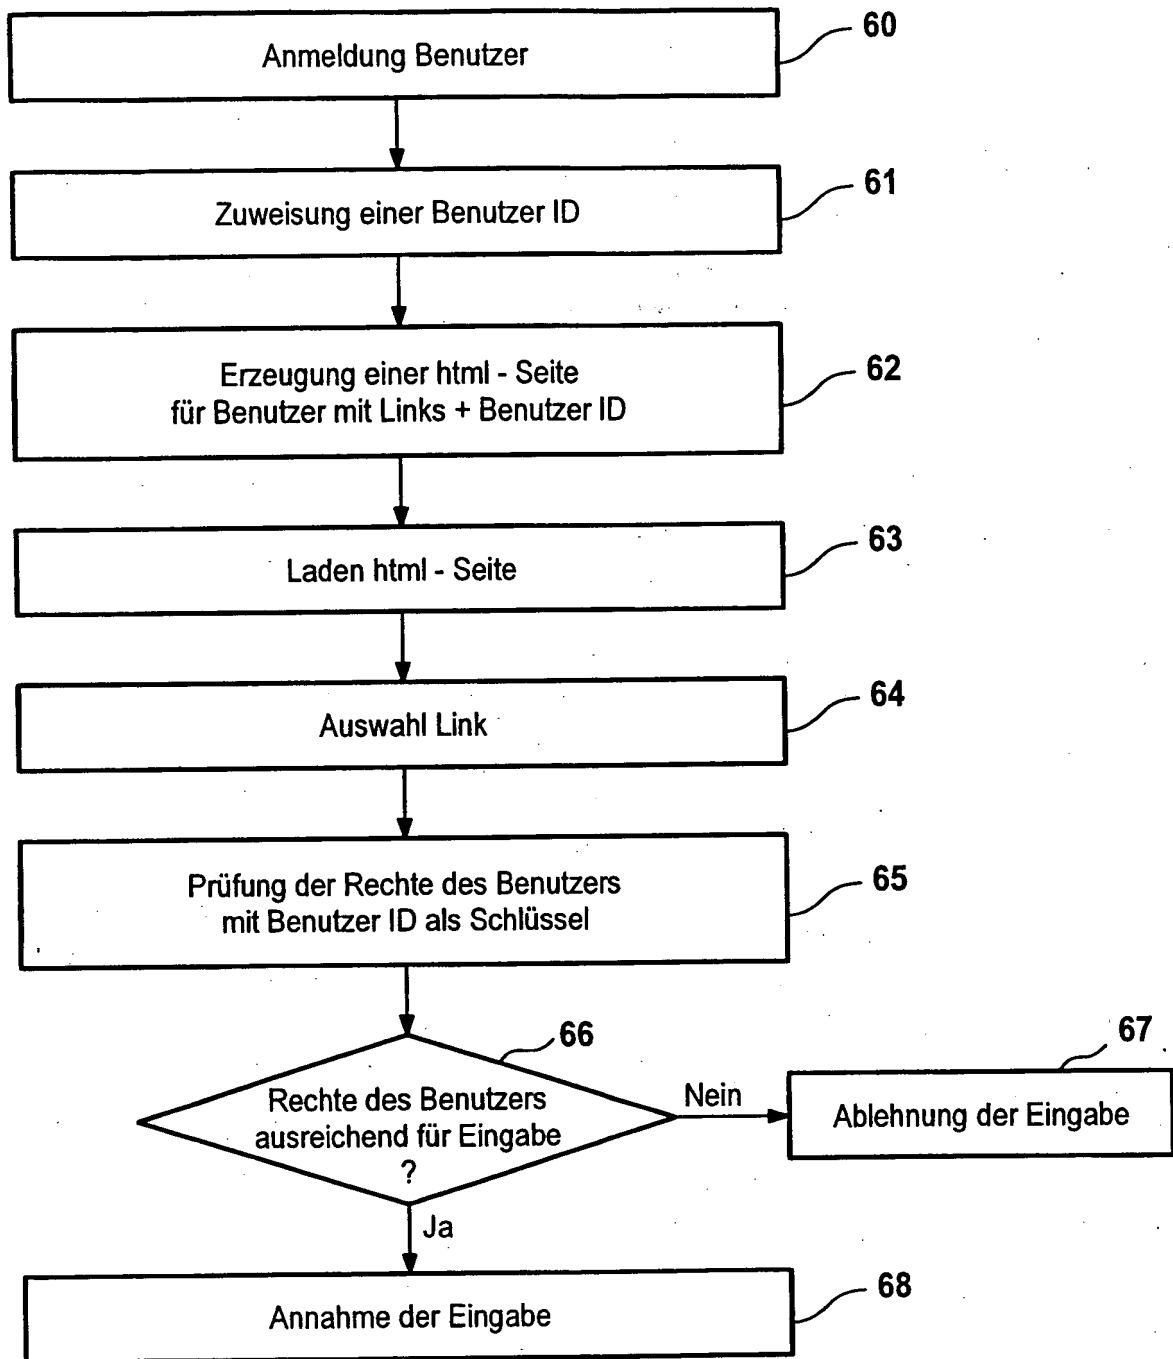 60
Anmeldung Benutzer
61
Zuweisung einer Benutzer ID
62
Erzeugung einer html - Seite
für Benutzer mit Links + Benutzer ID
63
Laden html - Seite
64
Auswahl Link
65
Prüfung der Rechte des Benutzers
mit Benutzer ID als Schlüssel
66
Rechte des Benutzers
ausreichend für Eingabe
?
Nein
67
Ablehnung der Eingabe
Ja
68
Annahme der Eingabe